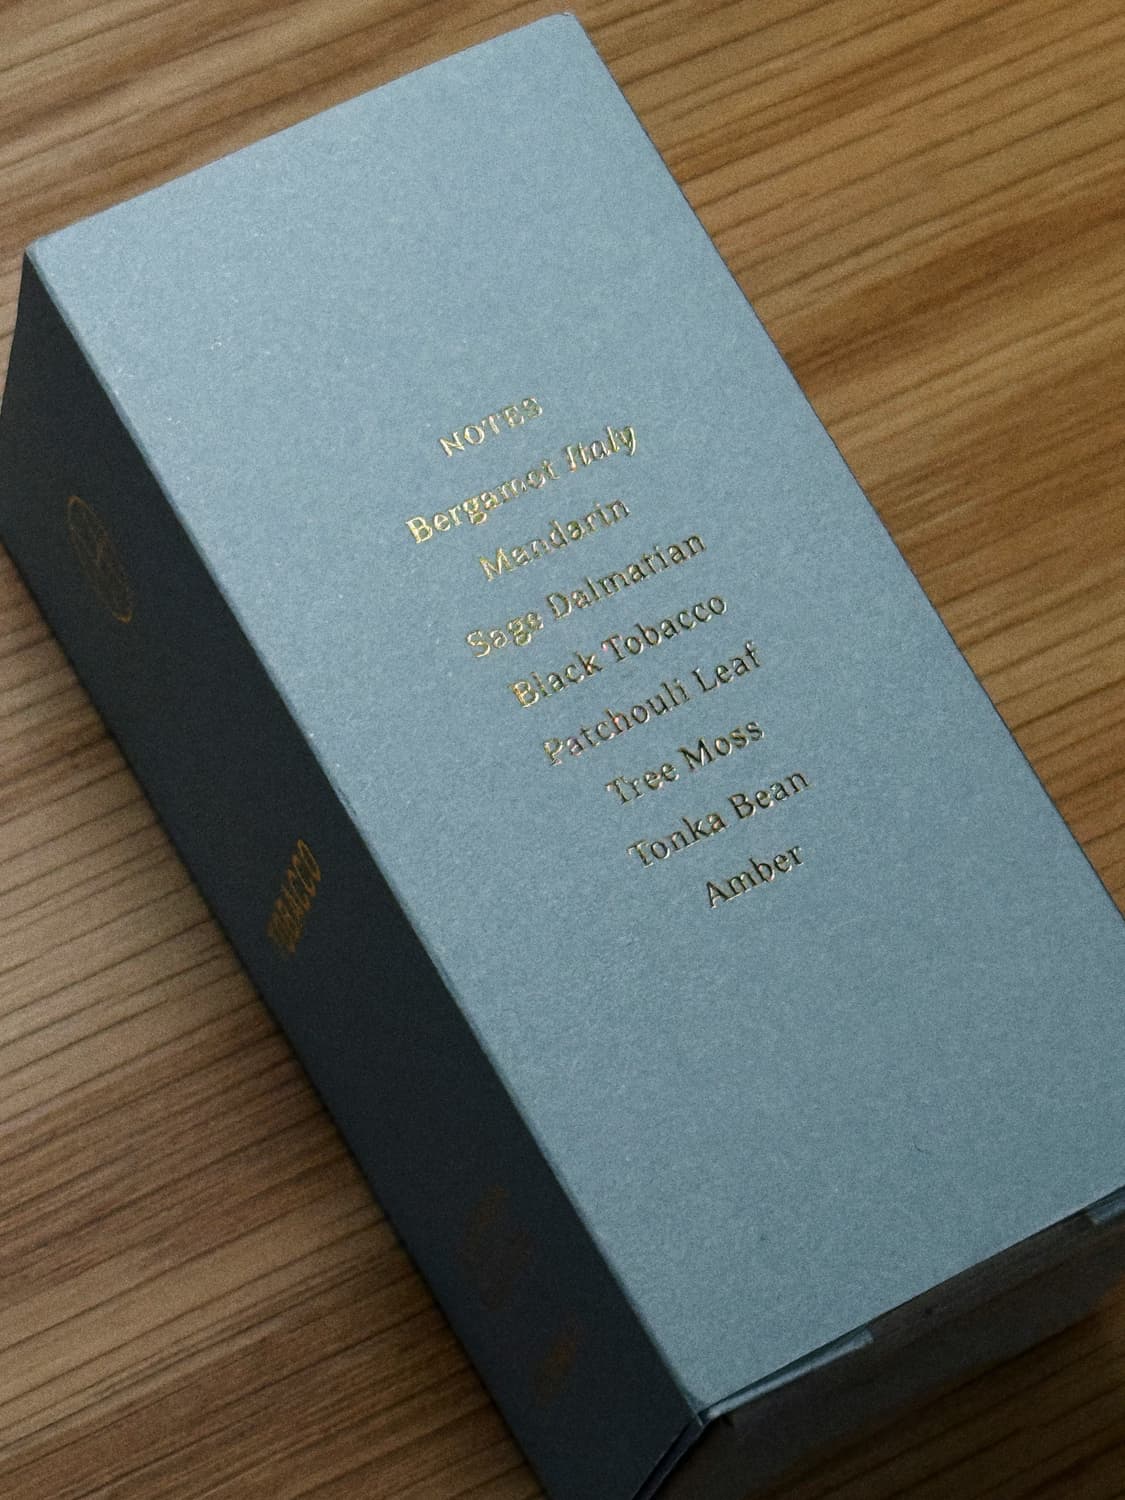 NOTES
Bergamot Italy
Mandarin
Sage Dalmatian
Black Tobacco
Patchouli Leaf
Tree Moss
Tonka Bean
Amber
TOBACCO